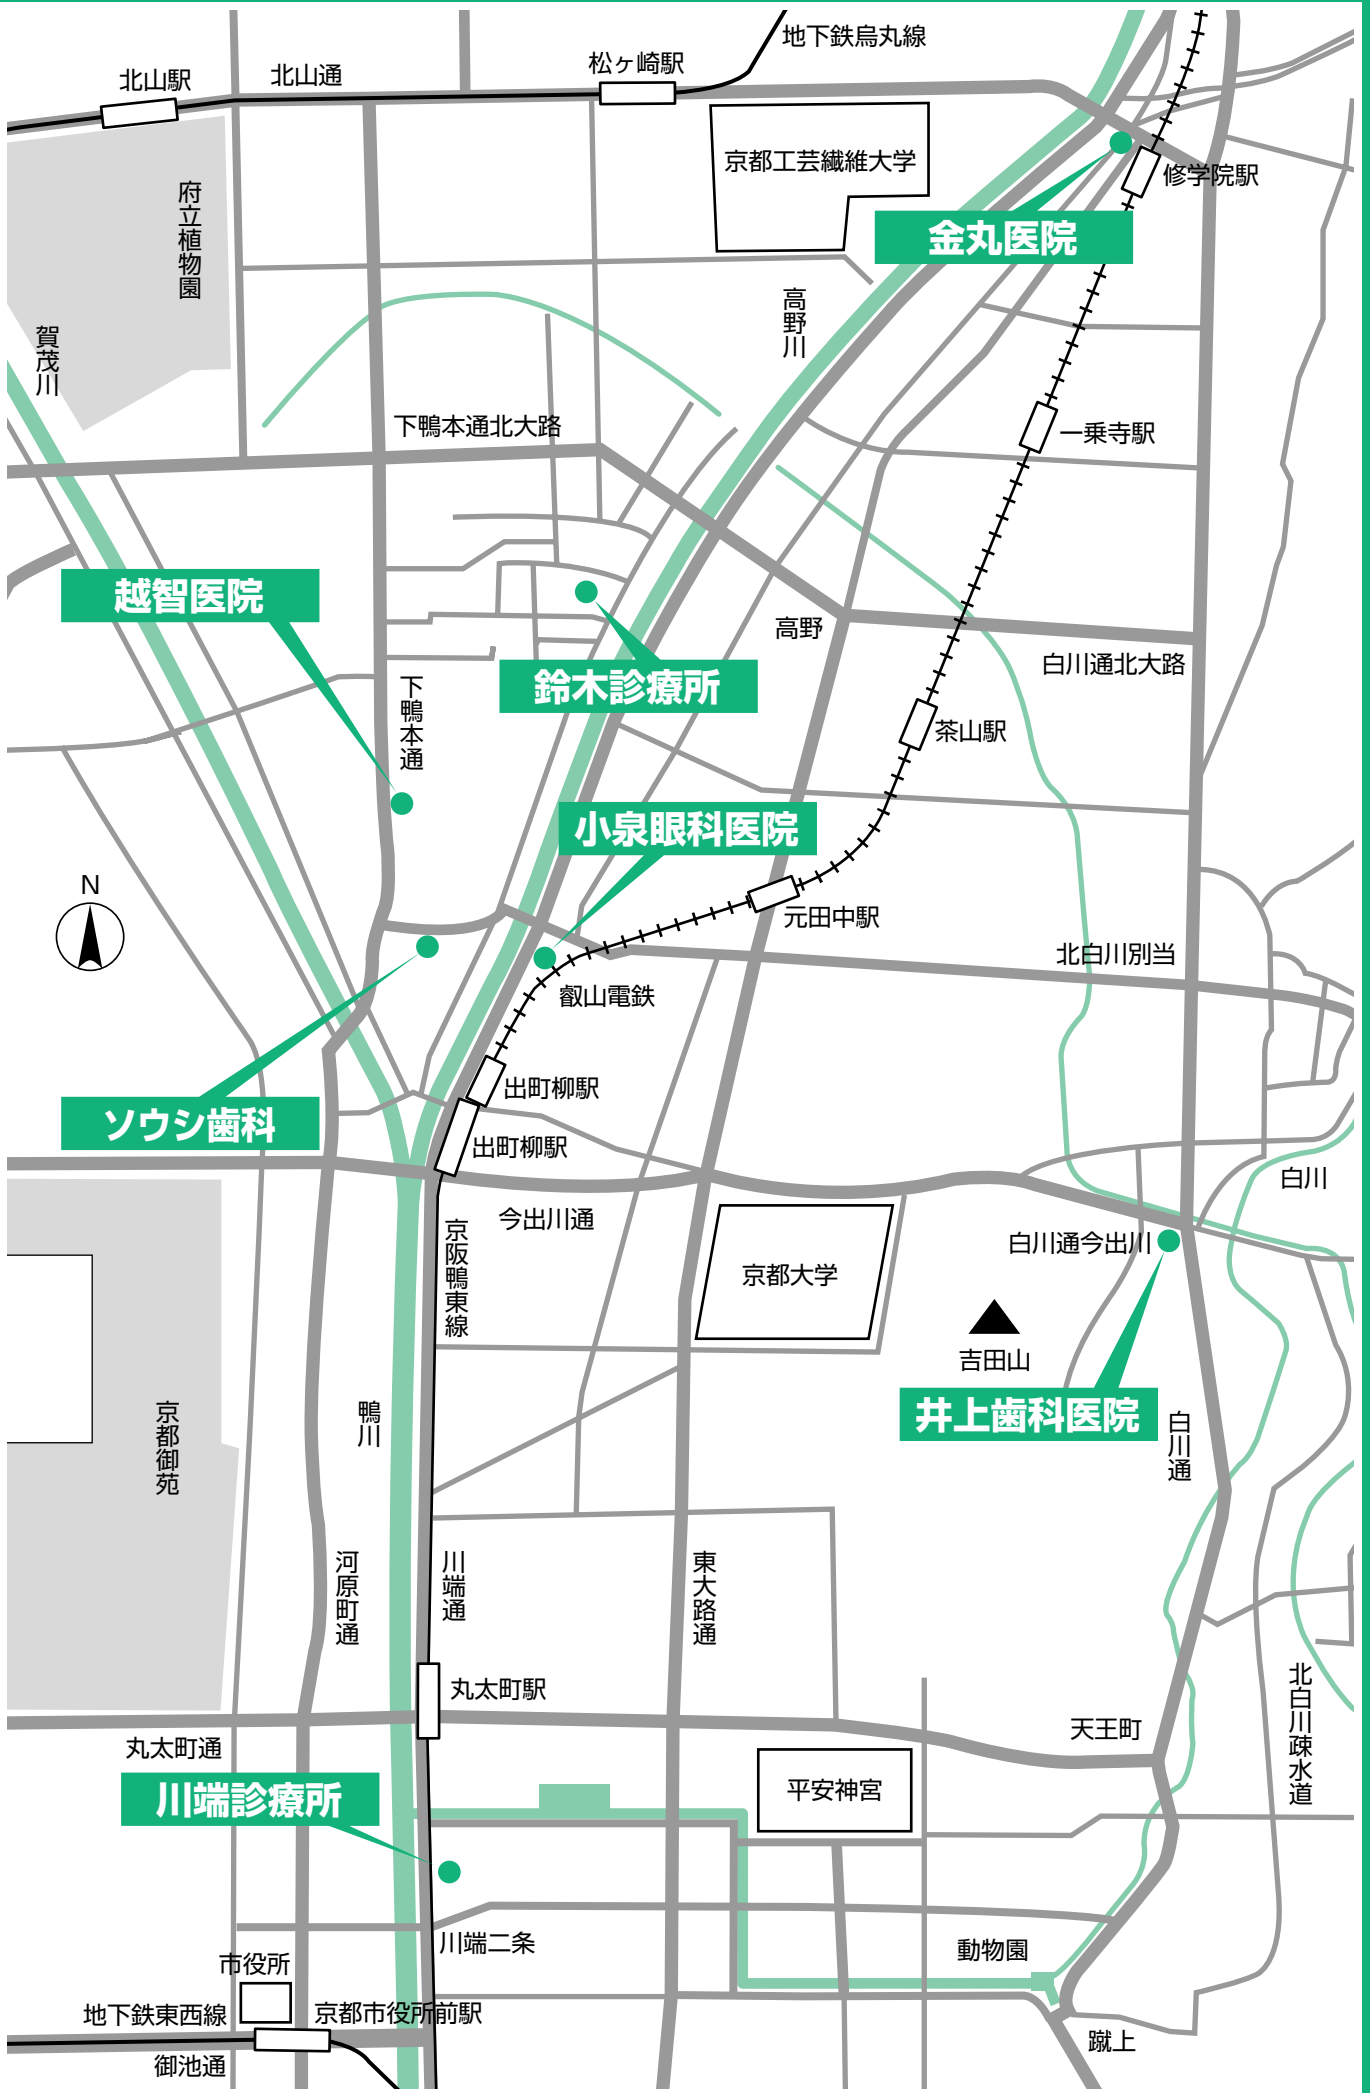 地下鉄烏丸線
松ヶ崎駅
北山駅
北山通
京都工芸繊維大学
修学院駅
府立植物園
金丸医院
高野川
賀茂川
下鴨本通北大路
一乗寺駅
越智医院
高野
白川通北大路
鈴木診療所
下鴨本通
茶山駅
小泉眼科医院
N
元田中駅
北白川別当
叡山電鉄
出町柳駅
ソウシ歯科
出町柳駅
白川
今出川通
京阪鴨東線
白川通今出川
京都大学
吉田山
井上歯科医院
京都御苑
鴨川
白川通
河原町通
川端通
東大路通
丸太町駅
北白川疎水道
天王町
丸太町通
川端診療所
平安神宮
川端二条
動物園
市役所
地下鉄東西線
京都市役所前駅
蹴上
御池通